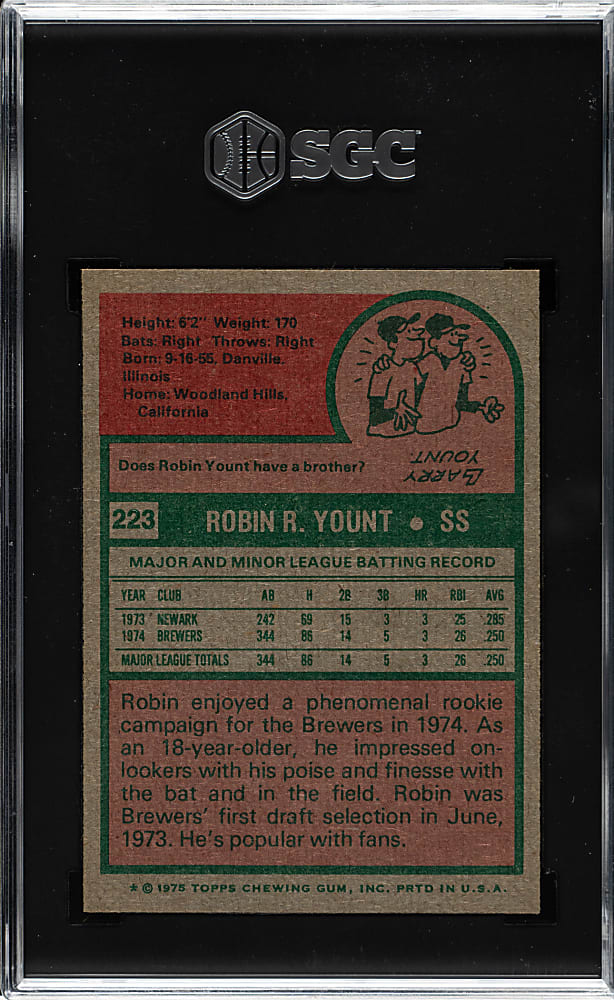 SGC
Height: 6'2" Weight: 170
Bats: Right Throws: Right
Born: 9-16-55, Danville,
Illinois
Home: Woodland Hills,
California
Does Robin Yount have a brother?
BARRY
YOUNT.
223 ROBIN R. YOUNT • SS
MAJOR AND MINOR LEAGUE BATTING RECORD
YEAR CLUB AB H 2B 3B HR RBI AVG
1973 NEWARK 242 69 15 3 3 25 .285
1974 BREWERS 344 86 14 5 3 26 .250
MAJOR LEAGUE TOTALS 344 86 14 5 3 26 .250
Robin enjoyed a phenomenal rookie
campaign for the Brewers in 1974. As
an 18-year-older, he impressed on-
lookers with his poise and finesse with
the bat and in the field. Robin was
Brewers' first draft selection in June,
1973. He's popular with fans.
* © 1975 TOPPS CHEWING GUM, INC. PRTD IN U.S.A.